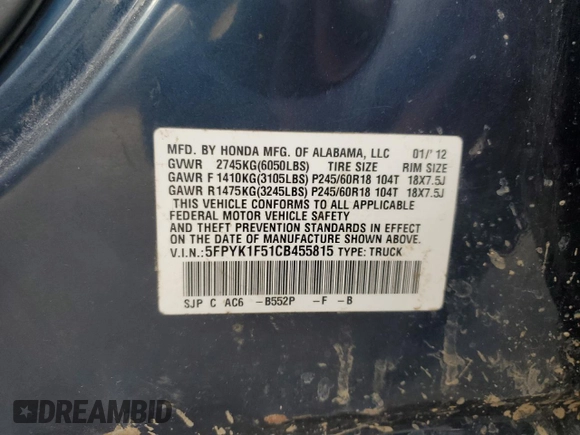 MFD. BY HONDA MFG. OF ALABAMA, LLC 01/'12
GVWR 2745KG(6050LBS) TIRE SIZE RIM SIZE
GAWR F 1410KG(3105LBS) P245/60R18 104T 18X7.5J
GAWR R 1475KG(3245LBS) P245/60R18 104T 18X7.5J
THIS VEHICLE CONFORMS TO ALL APPLICABLE
FEDERAL MOTOR VEHICLE SAFETY
AND THEFT PREVENTION STANDARDS IN EFFECT
ON THE DATE OF MANUFACTURE SHOWN ABOVE.
V.I.N.: 5FPYK1F51CB455815 TYPE: TRUCK
SJP C AC6 -B552P -F -B
DREAMBID